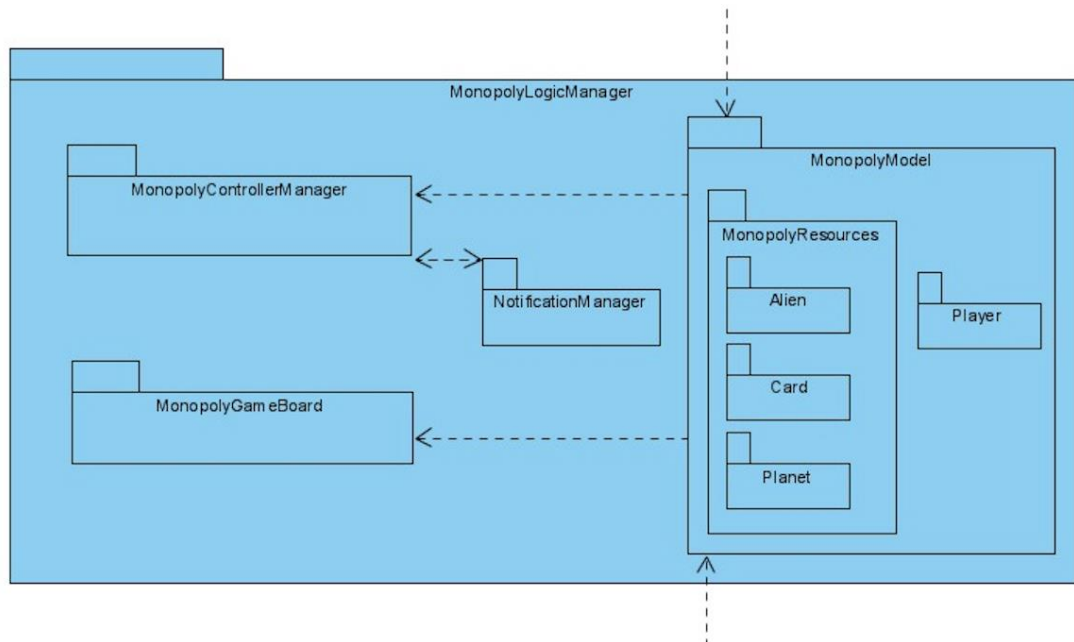 MonopolyLogicManager
MonopolyControllerManager
NotificationManager
MonopolyGameBoard
MonopolyModel
MonopolyResources
Alien
Card
Planet
Player